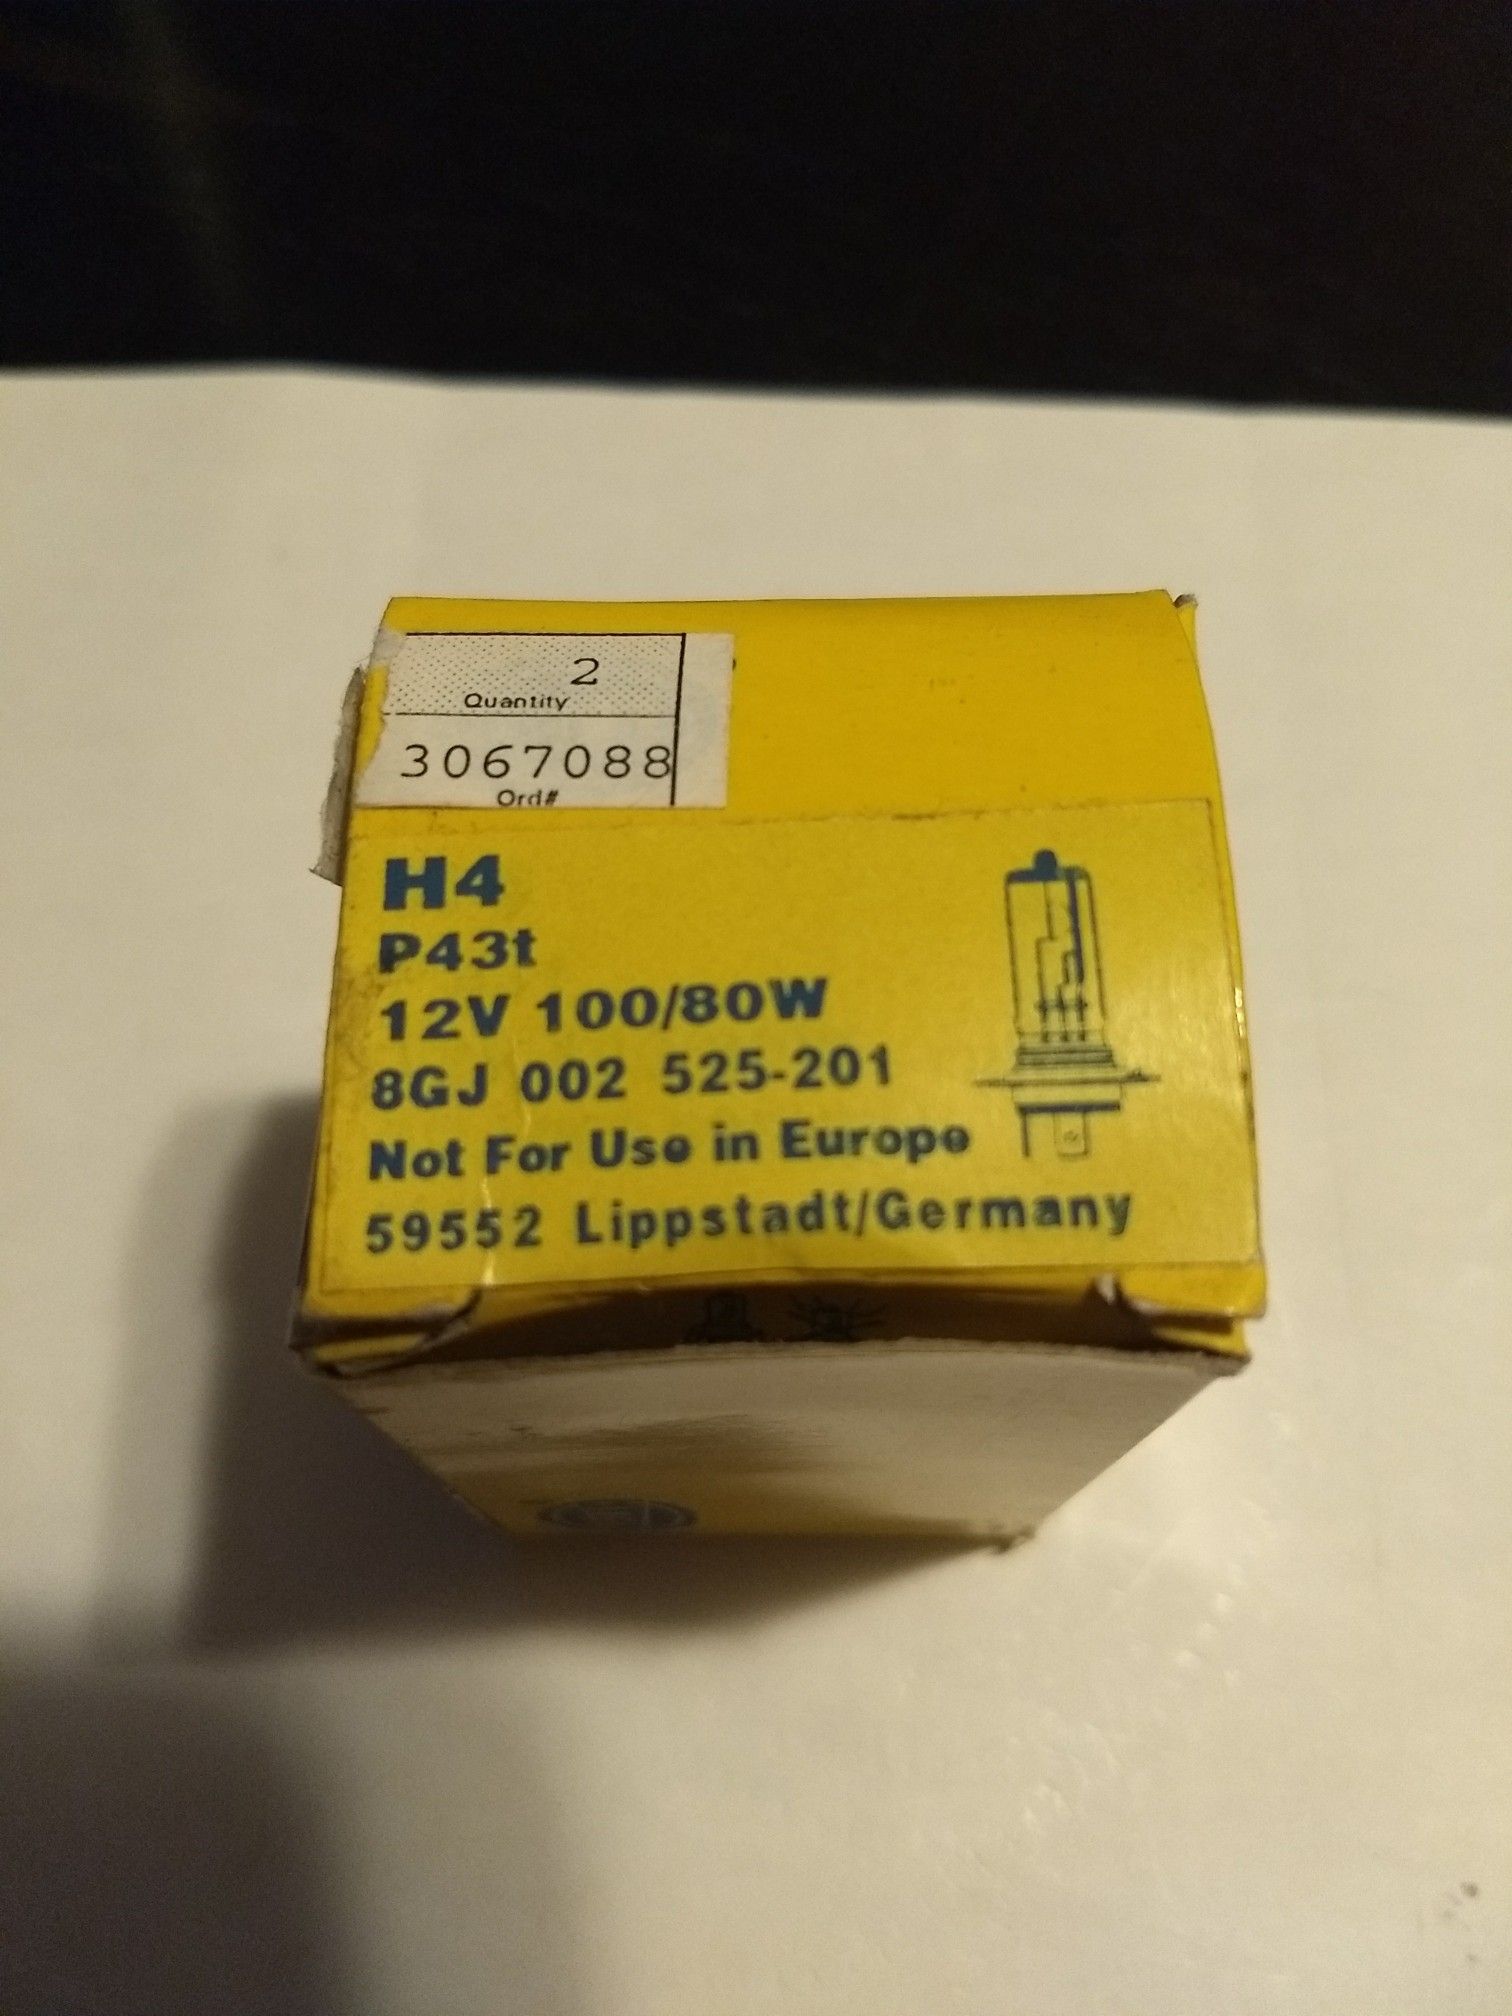 2
Quantity
3067088
Ord#
H4
P43t
12V 100/80W
8GJ 002 525-201
Not For Use in Europe
59552 Lippstadt/Germany